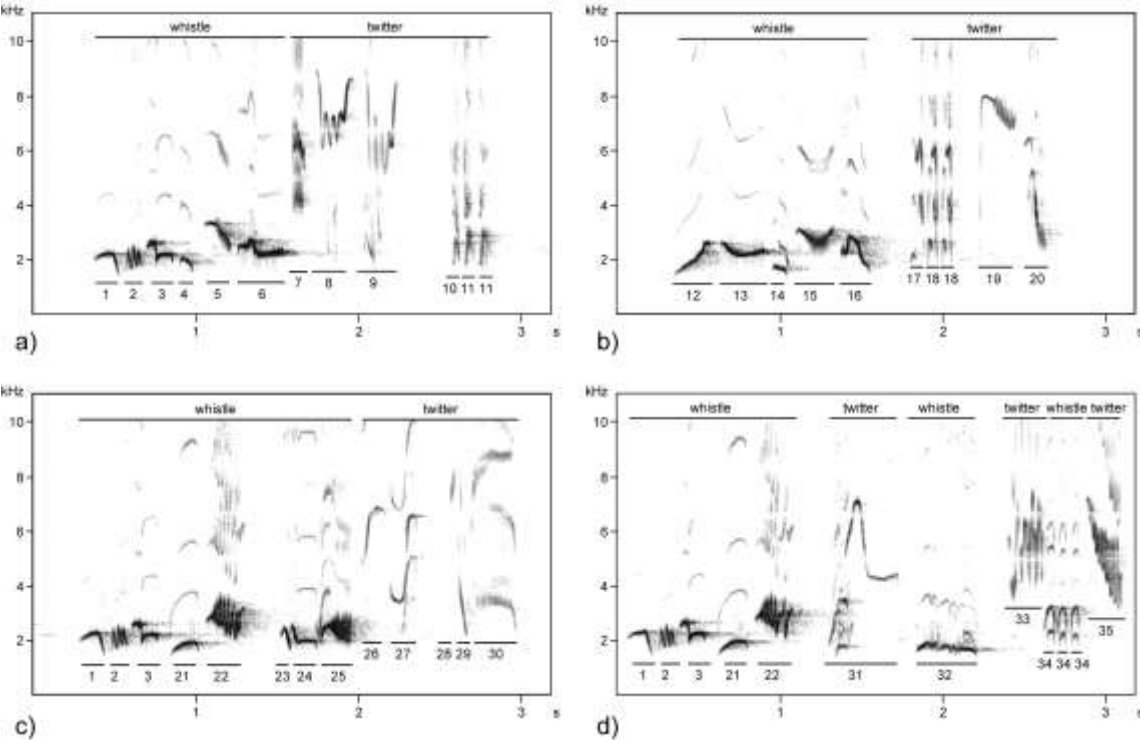 kHz
whistle twitter
10
8
6
4
2
1 2 3 4 5 6 7 8 9 10 11 11
1 2 3 s
a)
kHz
whistle twitter
10
8
6
4
2
12 13 14 15 16 17 18 18 19 20
1 2 3 s
b)
kHz
whistle twitter
10
8
6
4
2
1 2 3 21 22 23 24 25 26 27 28 29 30
1 2 3 s
c)
kHz
whistle twitter whistle twitter whistle twitter
10
8
6
4
2
1 2 3 21 22 31 32 33 34 34 34 35
1 2 3 s
d)